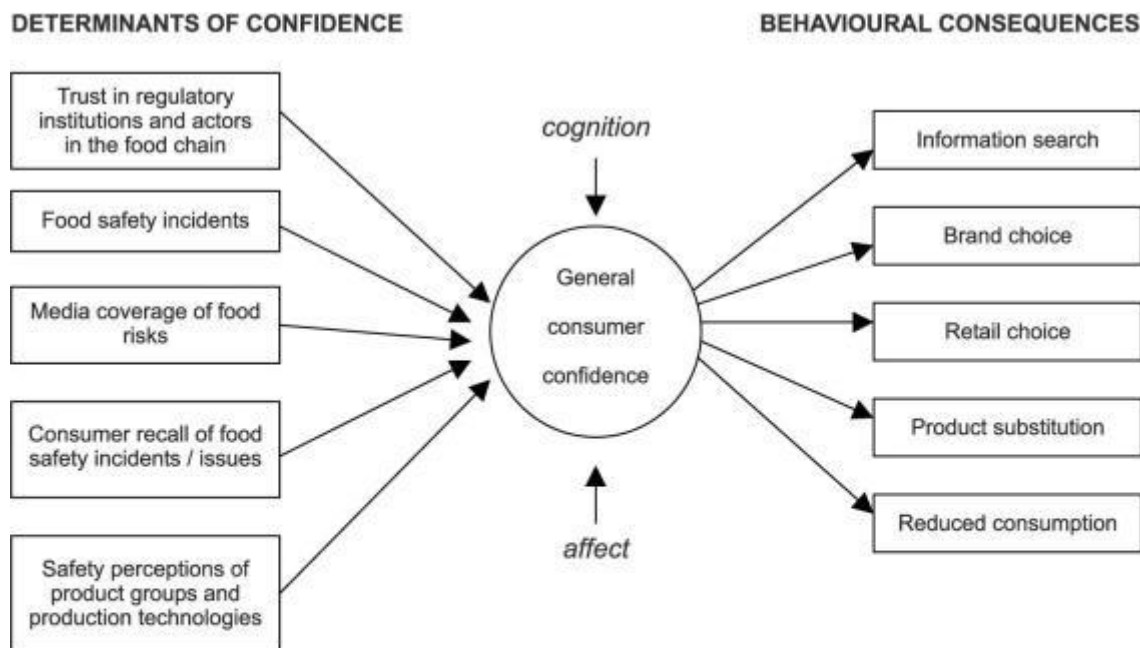 DETERMINANTS OF CONFIDENCE
BEHAVIOURAL CONSEQUENCES
Trust in regulatory
institutions and actors
in the food chain
Food safety incidents
Media coverage of food
risks
Consumer recall of food
safety incidents / issues
Safety perceptions of
product groups and
production technologies
cognition
General
consumer
confidence
affect
Information search
Brand choice
Retail choice
Product substitution
Reduced consumption